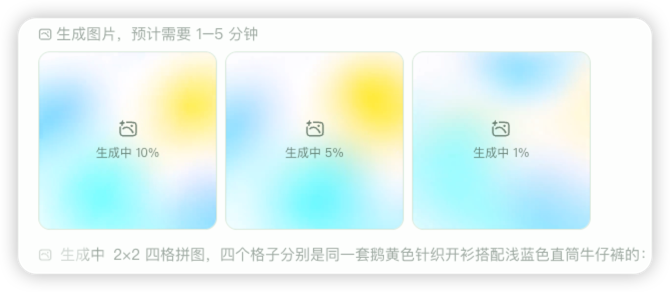 生成图片，预计需要 1—5 分钟
生成中 10%
生成中 5%
生成中 1%
生成中 2×2 四格拼图，四个格子分别是同一套鹅黄色针织开衫搭配浅蓝色直筒牛仔裤的：